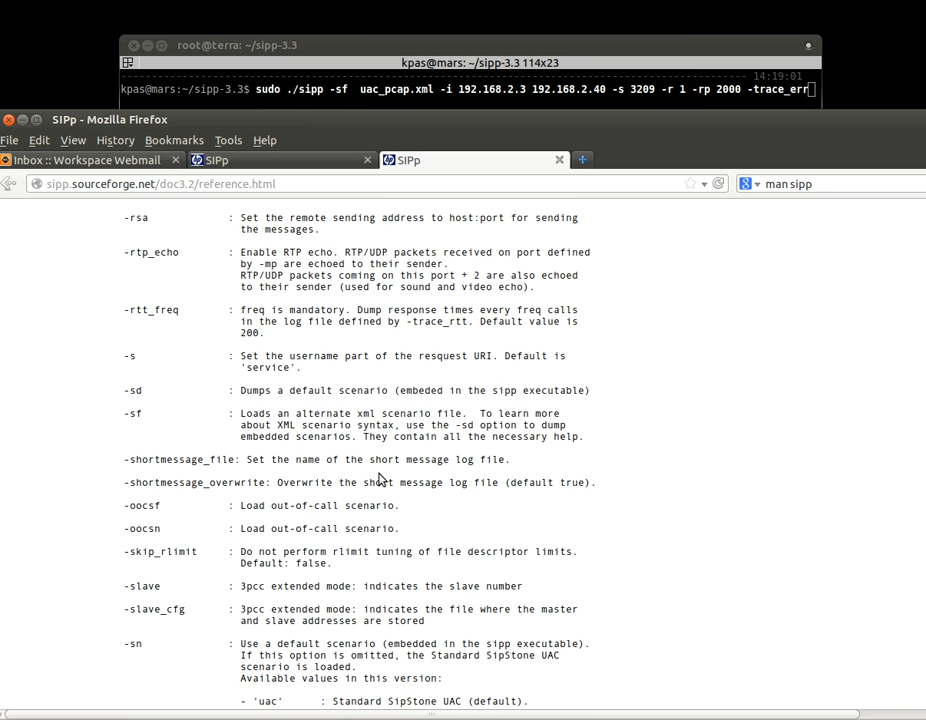 root@terra: ~/sipp-3.3
kpas@mars: ~/sipp-3.3 114x23
14:19:01
kpas@mars:~/sipp-3.3$ sudo ./sipp -sf  uac_pcap.xml -i 192.168.2.3 192.168.2.40 -s 3209 -r 1 -rp 2000 -trace_err
SIPp - Mozilla Firefox
File Edit View History Bookmarks Tools Help
Inbox :: Workspace Webmail SIPp SIPp
sipp.sourceforge.net/doc3.2/reference.html man sipp
-rsa : Set the remote sending address to host:port for sending
the messages.
-rtp_echo : Enable RTP echo. RTP/UDP packets received on port defined
by -mp are echoed to their sender.
RTP/UDP packets coming on this port + 2 are also echoed
to their sender (used for sound and video echo).
-rtt_freq : freq is mandatory. Dump response times every freq calls
in the log file defined by -trace_rtt. Default value is
200.
-s : Set the username part of the resquest URI. Default is
'service'.
-sd : Dumps a default scenario (embeded in the sipp executable)
-sf : Loads an alternate xml scenario file.  To learn more
about XML scenario syntax, use the -sd option to dump
embedded scenarios. They contain all the necessary help.
-shortmessage_file: Set the name of the short message log file.
-shortmessage_overwrite: Overwrite the short message log file (default true).
-oocsf : Load out-of-call scenario.
-oocsn : Load out-of-call scenario.
-skip_rlimit : Do not perform rlimit tuning of file descriptor limits.
Default: false.
-slave : 3pcc extended mode: indicates the slave number
-slave_cfg : 3pcc extended mode: indicates the file where the master
and slave addresses are stored
-sn : Use a default scenario (embedded in the sipp executable).
If this option is omitted, the Standard SipStone UAC
scenario is loaded.
Available values in this version:
- 'uac' : Standard SipStone UAC (default).